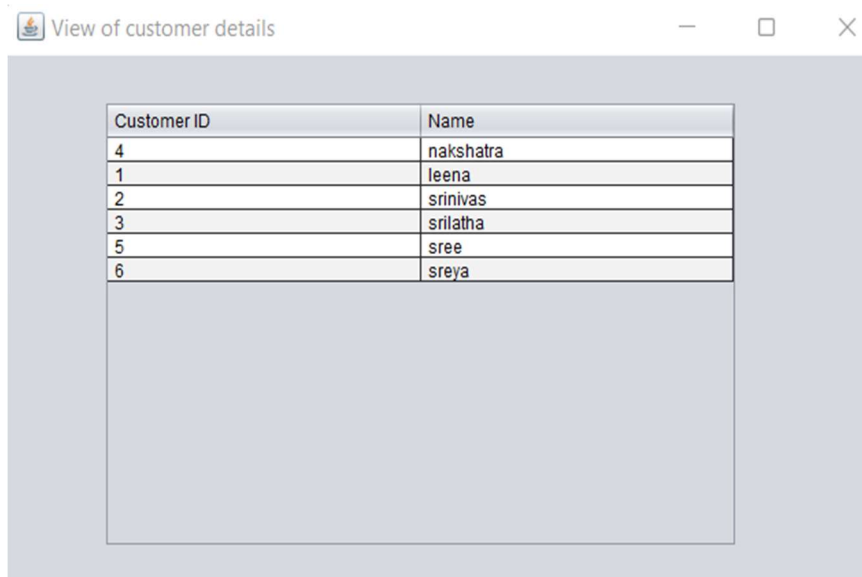 View of customer details
Customer ID Name
4 nakshatra
1 leena
2 srinivas
3 srilatha
5 sree
6 sreya